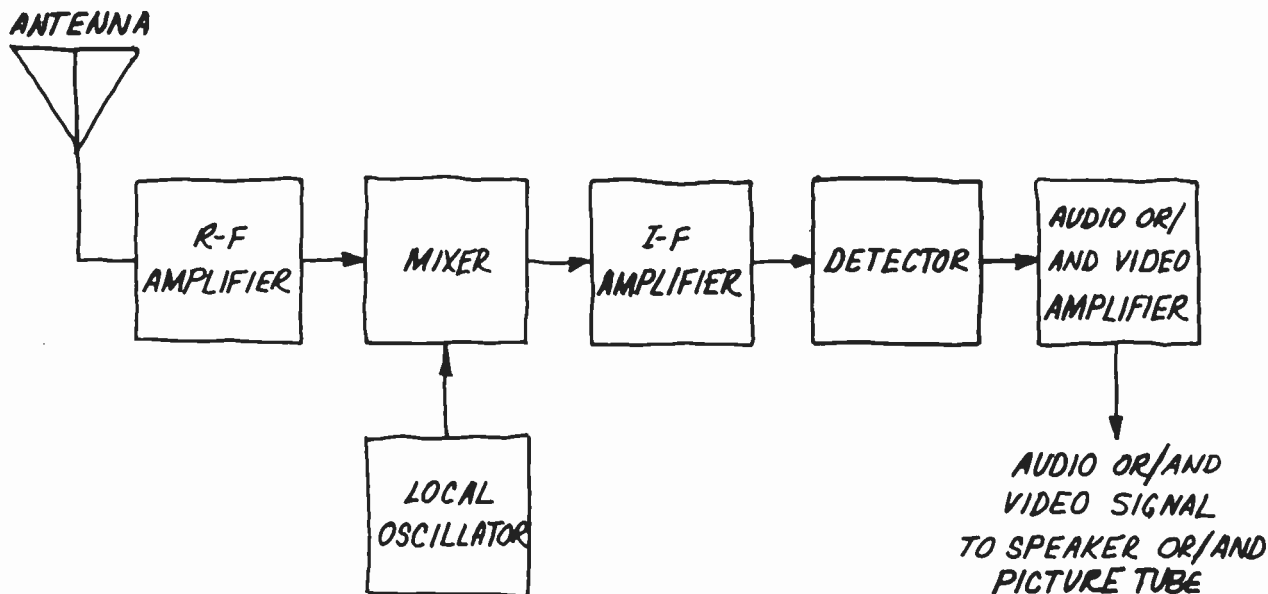 ANTENNA
R-F
AMPLIFIER
MIXER
I-F
AMPLIFIER
DETECTOR
AUDIO OR/
AND VIDEO
AMPLIFIER
LOCAL
OSCILLATOR
AUDIO OR/AND
VIDEO SIGNAL
TO SPEAKER OR/AND
PICTURE TUBE